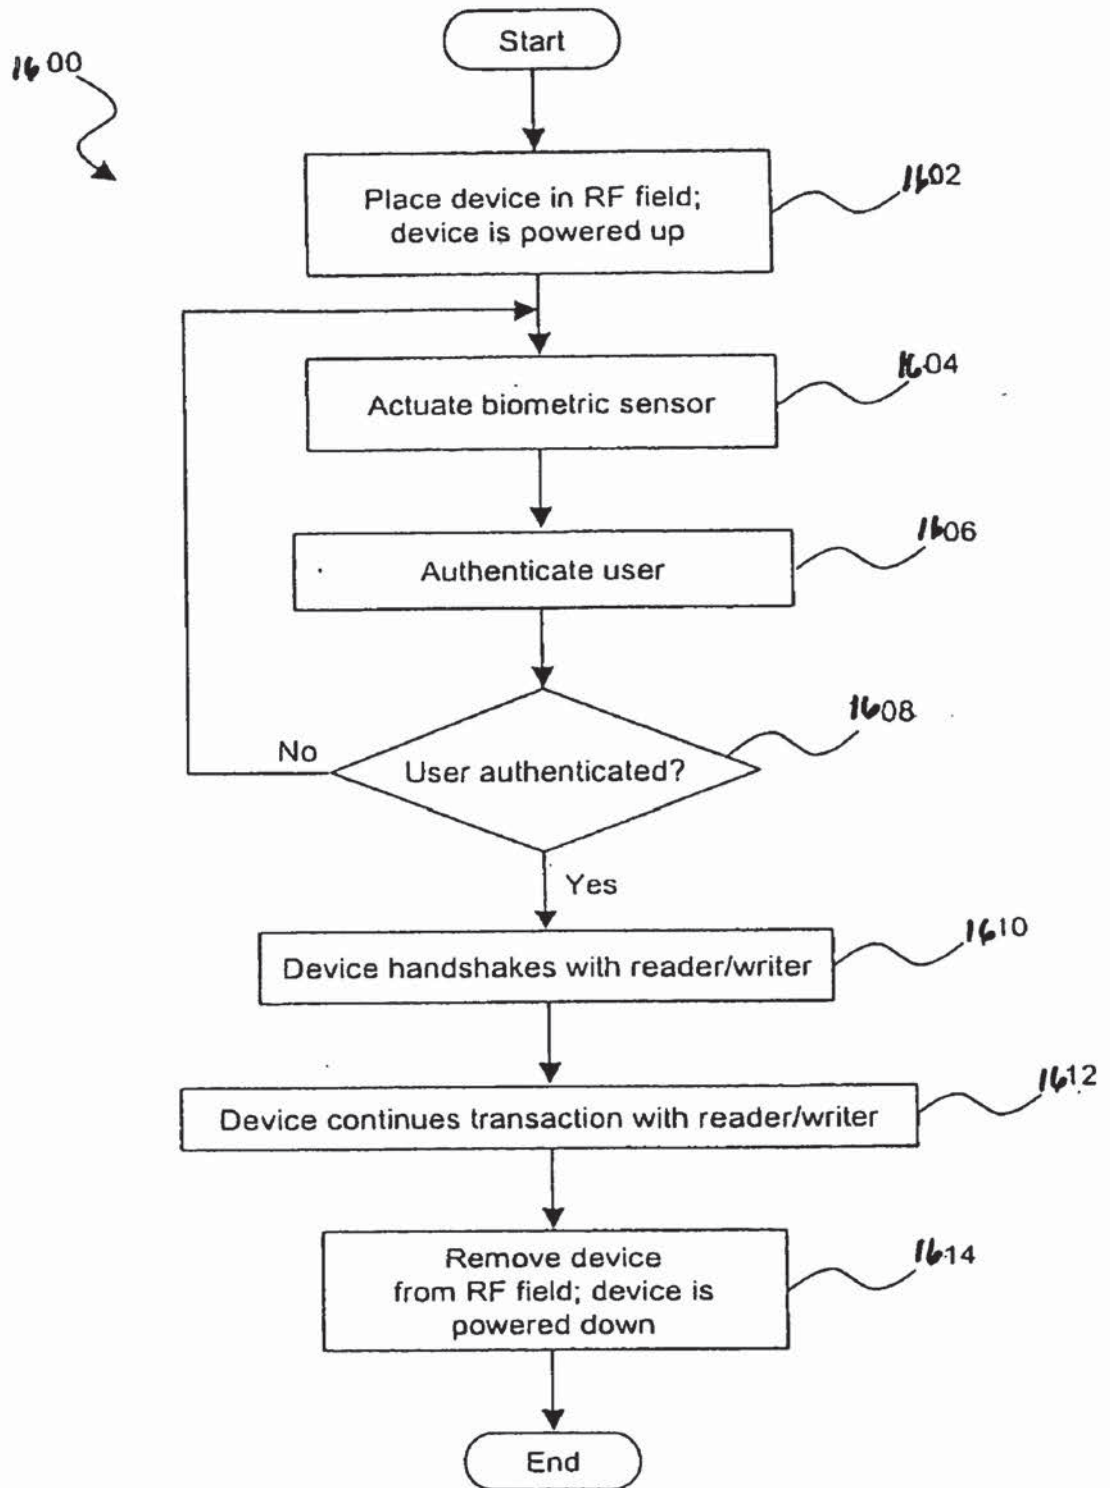 Start
1600
Place device in RF field;
device is powered up
1602
Actuate biometric sensor
1604
Authenticate user
1606
User authenticated?
1608
No
Yes
Device handshakes with reader/writer
1610
Device continues transaction with reader/writer
1612
Remove device
from RF field; device is
powered down
1614
End